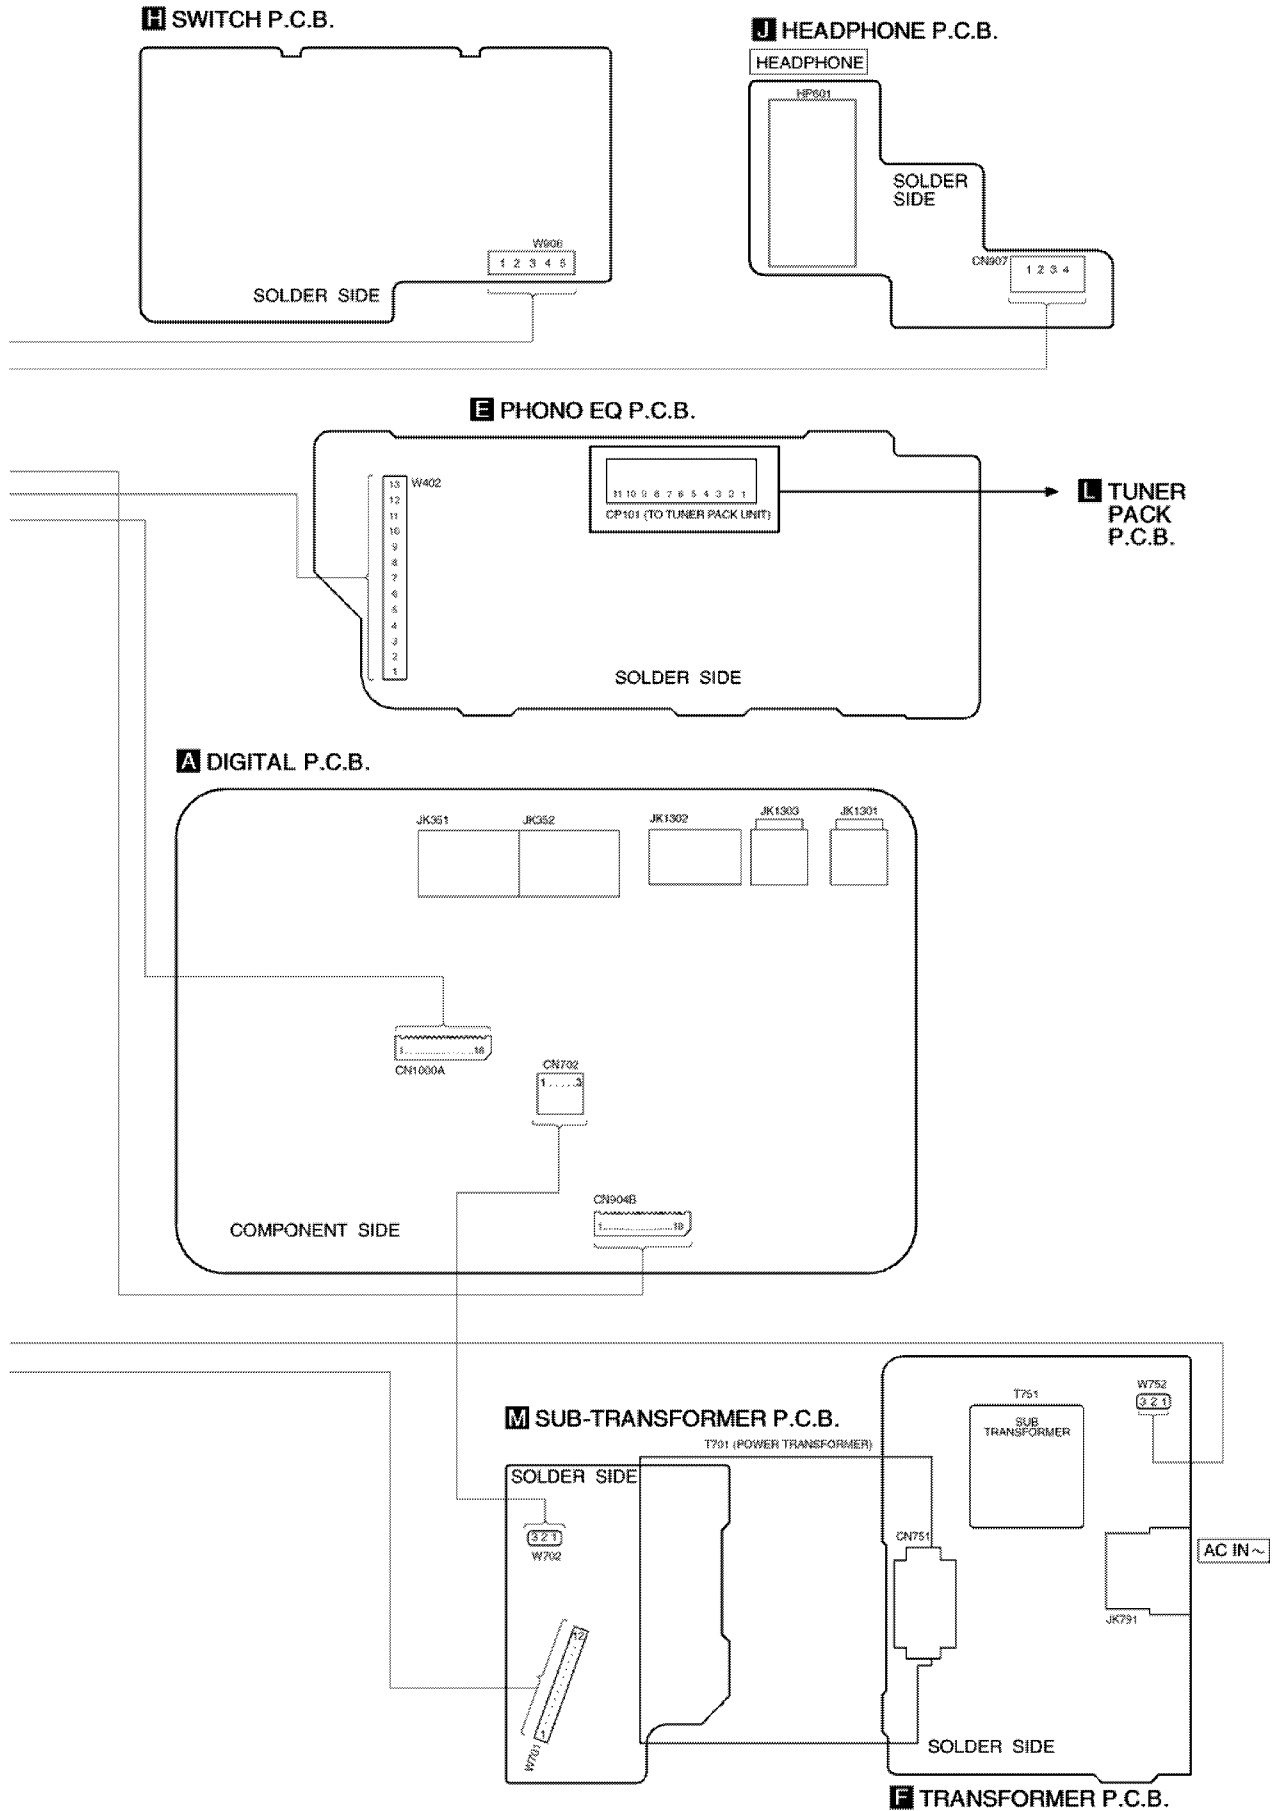 H SWITCH P.C.B.
W906
1 2 3 4 5
SOLDER SIDE
J HEADPHONE P.C.B.
HEADPHONE
HP601
SOLDER
SIDE
CN907
1 2 3 4
E PHONO EQ P.C.B.
W402
13
12
11
10
9
8
7
6
5
4
3
2
1
11 10 9 8 7 6 5 4 3 2 1
CP101 (TO TUNER PACK UNIT)
SOLDER SIDE
L TUNER
PACK
P.C.B.
A DIGITAL P.C.B.
JK351
JK352
JK1302
JK1303
JK1301
1....................18
CN1000A
CN702
1.....3
CN904B
1....................19
COMPONENT SIDE
M SUB-TRANSFORMER P.C.B.
T701 (POWER TRANSFORMER)
SOLDER SIDE
3 2 1
W702
12
1
W701
T751
SUB
TRANSFORMER
W752
3 2 1
CN751
AC IN ~
JK791
SOLDER SIDE
F TRANSFORMER P.C.B.